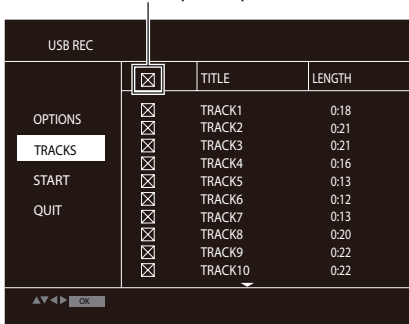 USB REC
TITLE LENGTH
TRACK1 0:18
OPTIONS
TRACK2 0:21
TRACKS
TRACK3 0:21
TRACK4 0:16
START
TRACK5 0:13
TRACK6 0:12
QUIT
TRACK7 0:13
TRACK8 0:20
TRACK9 0:22
TRACK10 0:22
OK